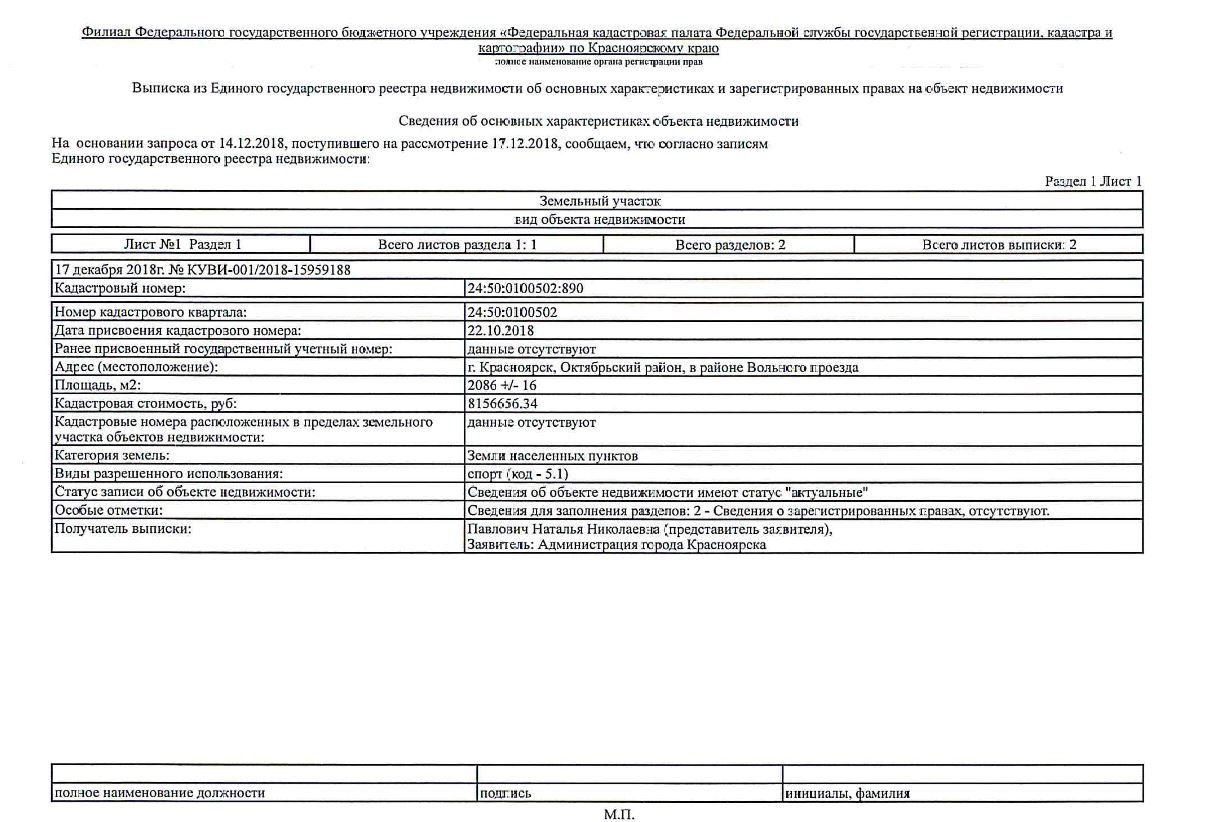 Филиал Федерального государственного бюджетного учреждения «Федеральная кадастровая палата Федеральной службы государственной регистрации, кадастра и
картографии» по Красноярскому краю
полное наименование органа регистрации прав
Выписка из Единого государственного реестра недвижимости об основных характеристиках и зарегистрированных правах на объект недвижимости
Сведения об основных характеристиках объекта недвижимости
На основании запроса от 14.12.2018, поступившего на рассмотрение 17.12.2018, сообщаем, что согласно записям
Единого государственного реестра недвижимости:
Раздел 1 Лист 1
Земельный участок
вид объекта недвижимости
Лист №1 Раздел 1 Всего листов раздела 1: 1 Всего разделов: 2 Всего листов выписки: 2
17 декабря 2018г. № КУВИ-001/2018-15959188
Кадастровый номер: 24:50:0100502:890
Номер кадастрового квартала: 24:50:0100502
Дата присвоения кадастрового номера: 22.10.2018
Ранее присвоенный государственный учетный номер: данные отсутствуют
Адрес (местоположение): г. Красноярск, Октябрьский район, в районе Вольного проезда
Площадь, м2: 2086 +/- 16
Кадастровая стоимость, руб: 8156656.34
Кадастровые номера расположенных в пределах земельного данные отсутствуют
участка объектов недвижимости:
Категория земель: Земли населенных пунктов
Виды разрешенного использования: спорт (код - 5.1)
Статус записи об объекте недвижимости: Сведения об объекте недвижимости имеют статус "актуальные"
Особые отметки: Сведения для заполнения разделов: 2 - Сведения о зарегистрированных правах, отсутствуют.
Получатель выписки: Павлович Наталья Николаевна (представитель заявителя),
Заявитель: Администрация города Красноярска
полное наименование должности подпись инициалы, фамилия
М.П.